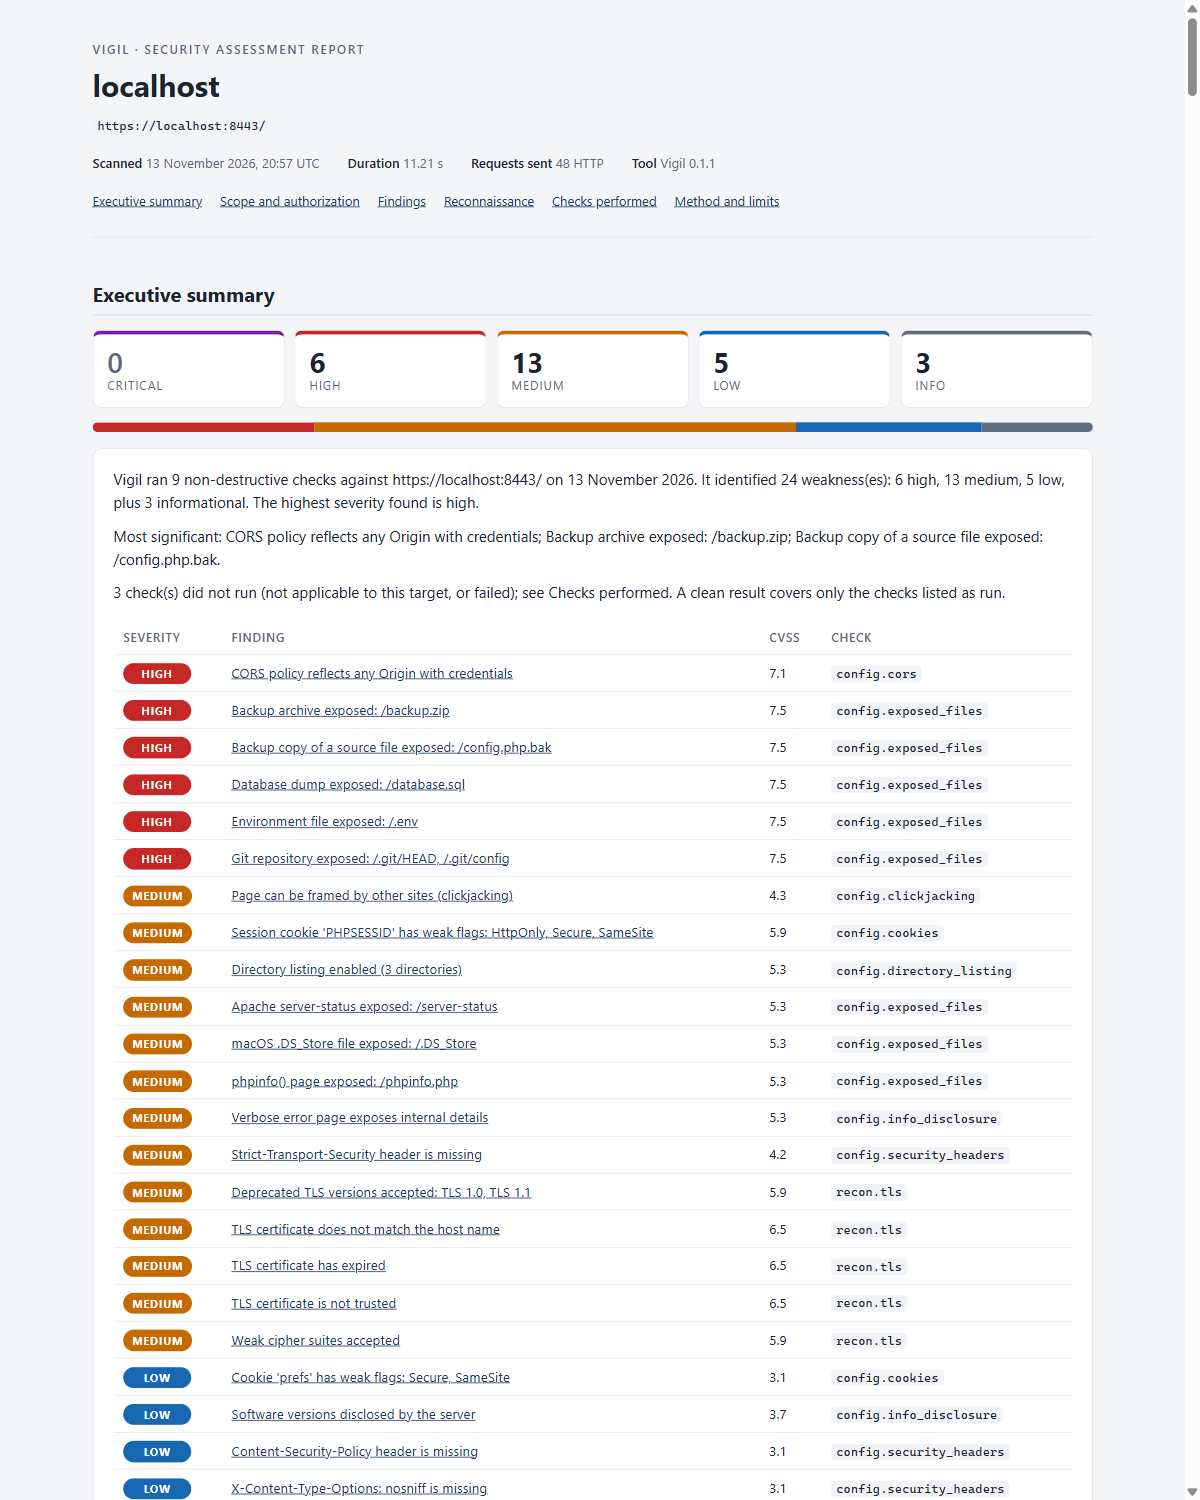 VIGIL · SECURITY ASSESSMENT REPORT
localhost
https://localhost:8443/
Scanned 13 November 2026, 20:57 UTC Duration 11.21 s Requests sent 48 HTTP Tool Vigil 0.1.1
Executive summary Scope and authorization Findings Reconnaissance Checks performed Method and limits
Executive summary
0 6 13 5 3
CRITICAL HIGH MEDIUM LOW INFO
Vigil ran 9 non-destructive checks against https://localhost:8443/ on 13 November 2026. It identified 24 weakness(es): 6 high, 13 medium, 5 low,
plus 3 informational. The highest severity found is high.
Most significant: CORS policy reflects any Origin with credentials; Backup archive exposed: /backup.zip; Backup copy of a source file exposed:
/config.php.bak.
3 check(s) did not run (not applicable to this target, or failed); see Checks performed. A clean result covers only the checks listed as run.
SEVERITY FINDING CVSS CHECK
HIGH CORS policy reflects any Origin with credentials 7.1 config.cors
HIGH Backup archive exposed: /backup.zip 7.5 config.exposed_files
HIGH Backup copy of a source file exposed: /config.php.bak 7.5 config.exposed_files
HIGH Database dump exposed: /database.sql 7.5 config.exposed_files
HIGH Environment file exposed: /.env 7.5 config.exposed_files
HIGH Git repository exposed: /.git/HEAD, /.git/config 7.5 config.exposed_files
MEDIUM Page can be framed by other sites (clickjacking) 4.3 config.clickjacking
MEDIUM Session cookie 'PHPSESSID' has weak flags: HttpOnly, Secure, SameSite 5.9 config.cookies
MEDIUM Directory listing enabled (3 directories) 5.3 config.directory_listing
MEDIUM Apache server-status exposed: /server-status 5.3 config.exposed_files
MEDIUM macOS .DS_Store file exposed: /.DS_Store 5.3 config.exposed_files
MEDIUM phpinfo() page exposed: /phpinfo.php 5.3 config.exposed_files
MEDIUM Verbose error page exposes internal details 5.3 config.info_disclosure
MEDIUM Strict-Transport-Security header is missing 4.2 config.security_headers
MEDIUM Deprecated TLS versions accepted: TLS 1.0, TLS 1.1 5.9 recon.tls
MEDIUM TLS certificate does not match the host name 6.5 recon.tls
MEDIUM TLS certificate has expired 6.5 recon.tls
MEDIUM TLS certificate is not trusted 6.5 recon.tls
MEDIUM Weak cipher suites accepted 5.9 recon.tls
LOW Cookie 'prefs' has weak flags: Secure, SameSite 3.1 config.cookies
LOW Software versions disclosed by the server 3.7 config.info_disclosure
LOW Content-Security-Policy header is missing 3.1 config.security_headers
LOW X-Content-Type-Options: nosniff is missing 3.1 config.security_headers